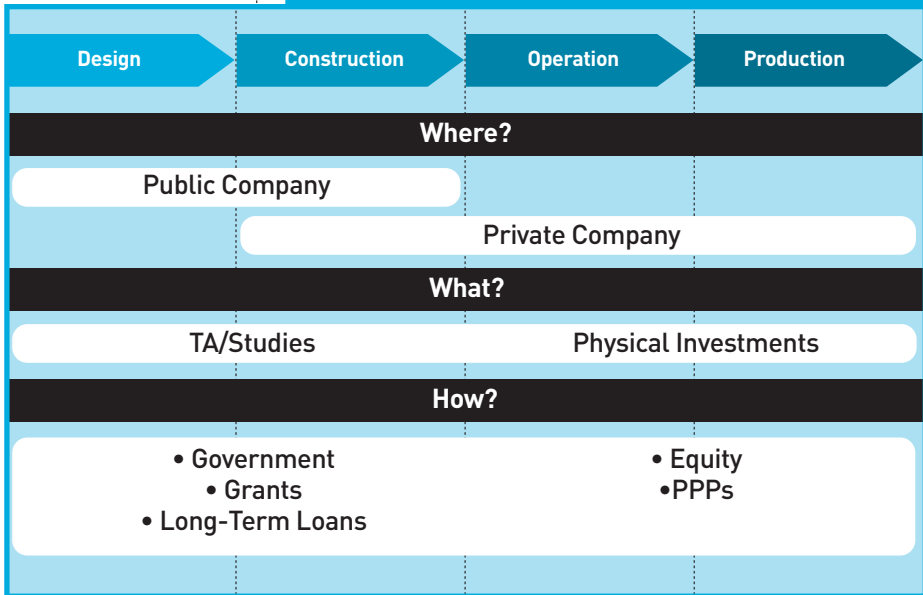 Design Construction Operation Production
Where?
Public Company
Private Company
What?
TA/Studies Physical Investments
How?
• Government • Equity
• Grants •PPPs
• Long-Term Loans